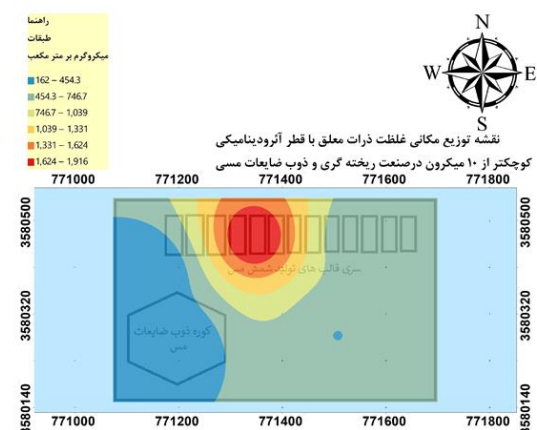 راهنما
طبقات
میکروگرم بر متر مکعب
162 – 454.3
454.3 – 746.7
746.7 – 1,039
1,039 – 1,331
1,331 – 1,624
1,624 – 1,916
N
W E
S
نقشه توزیع مکانی غلظت ذرات معلق با قطر آئرودینامیکی
کوچکتر از ۱۰ میکرون درصنعت ریخته گری و ذوب ضایعات مسی
771000 771200 771400 771600 771800
3580500 3580500
سری قالب های تولید شمش مس
3580320 3580320
کوره ذوب ضایعات
مس
3580140 3580140
771000 771200 771400 771600 771800